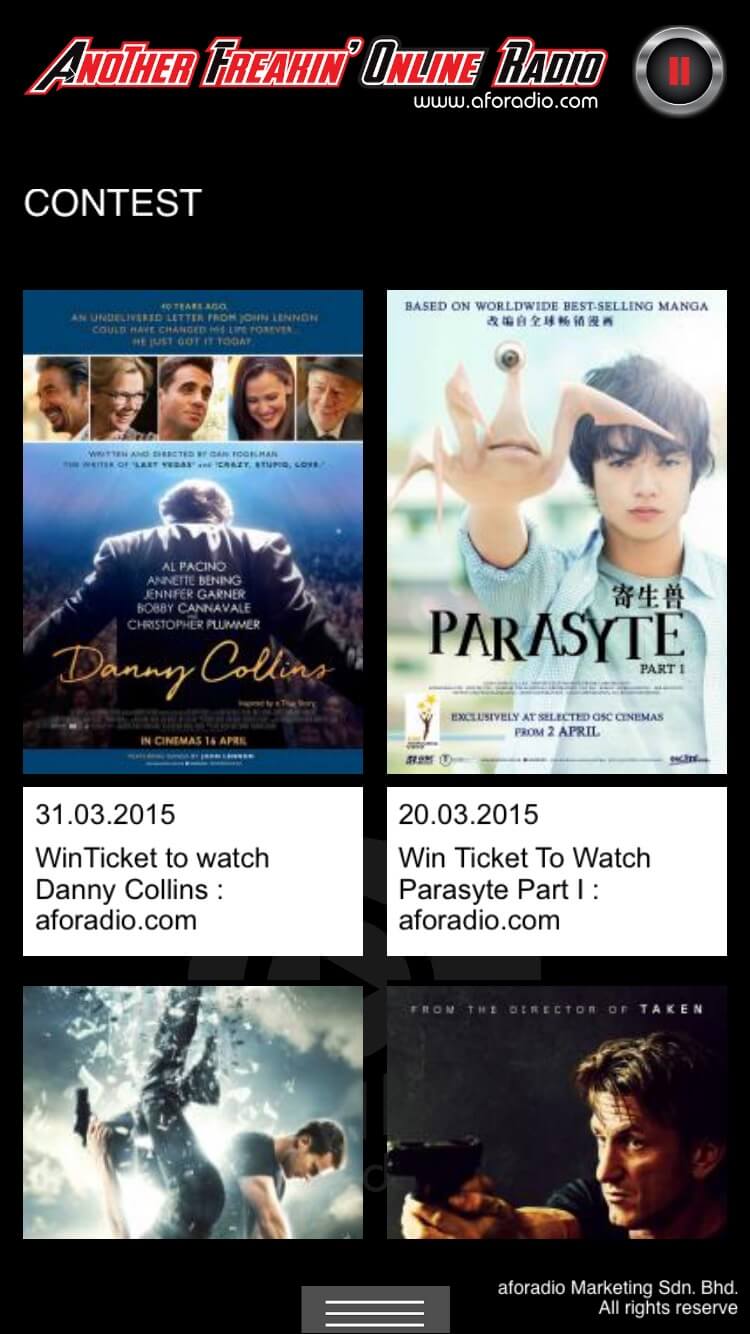 ANOTHER FREAKIN' ONLINE RADIO
www.aforadio.com
CONTEST
40 YEARS AGO,
AN UNDELIVERED LETTER FROM JOHN LENNON
COULD HAVE CHANGED HIS LIFE FOREVER...
HE JUST GOT IT TODAY.
WRITTEN AND DIRECTED BY DAN FOGELMAN
THE WRITER OF "LAST VEGAS" and "CRAZY, STUPID, LOVE."
AL PACINO
ANNETTE BENING
JENNIFER GARNER
BOBBY CANNAVALE
CHRISTOPHER PLUMMER
Danny Collins
Inspired by a True Story
IN CINEMAS 16 APRIL
FEATURING SONGS BY JOHN LENNON
31.03.2015
WinTicket to watch
Danny Collins :
aforadio.com
BASED ON WORLDWIDE BEST-SELLING MANGA
改编自全球畅销漫画
寄生兽
PARASYTE
PART 1
EXCLUSIVELY AT SELECTED GSC CINEMAS
FROM 2 APRIL
20.03.2015
Win Ticket To Watch
Parasyte Part I :
aforadio.com
FROM THE DIRECTOR OF TAKEN
aforadio Marketing Sdn. Bhd.
All rights reserve